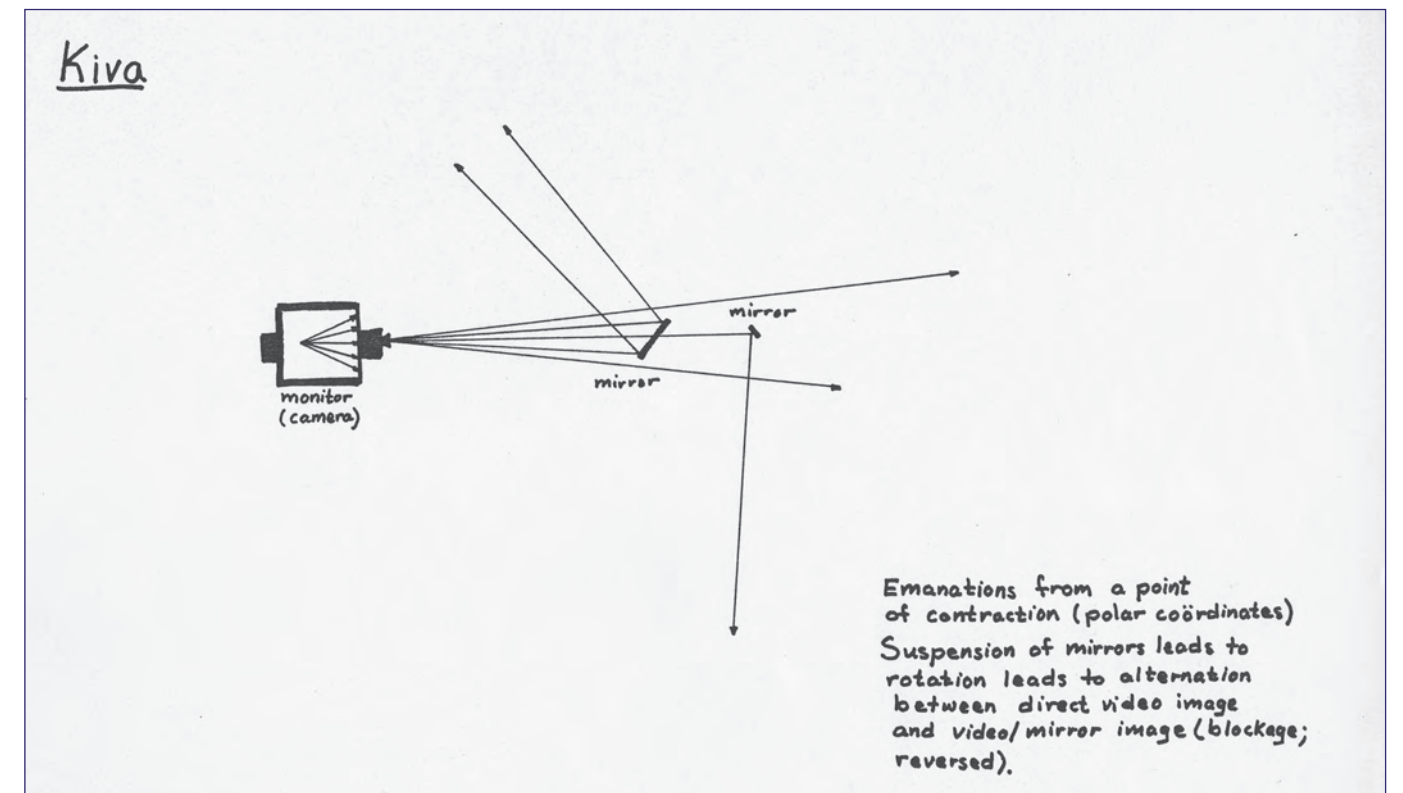 Kiva
mirror
mirror
monitor
(camera)
Emanations from a point
of contraction (polar coördinates)
Suspension of mirrors leads to
rotation leads to alternation
between direct video image
and video/mirror image (blockage;
reversed).